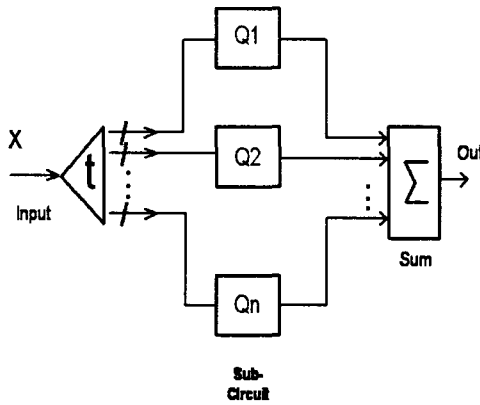 Q1
X
t
Q2
Out
Σ
Input
Sum
Qn
Sub-
Circuit